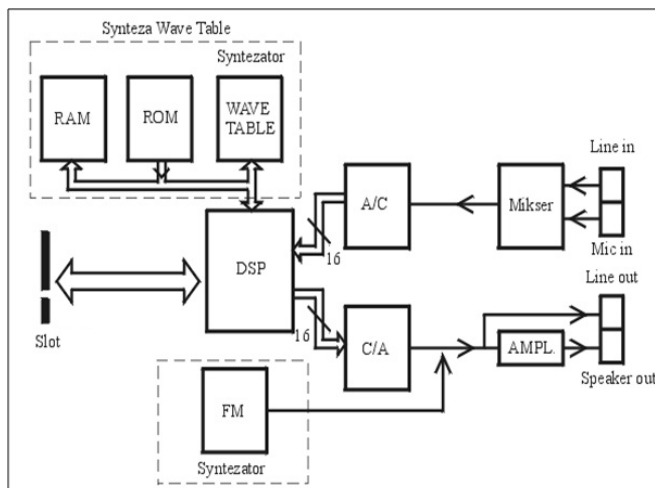 Synteza Wave Table
Syntezator
RAM
ROM
WAVE
TABLE
Line in
A/C
Mikser
16
Mic in
DSP
Line out
Slot
16
C/A
AMPL.
Speaker out
FM
Syntezator